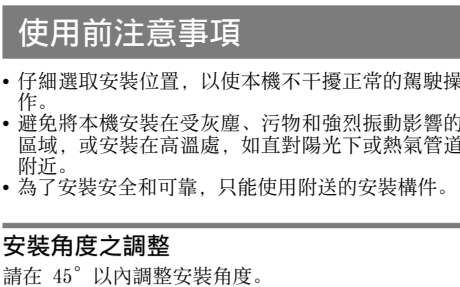 使用前注意事項
• 仔細選取安裝位置，以使本機不干擾正常的駕駛操
作。
• 避免將本機安裝在受灰塵、污物和強烈振動影響的
區域，或安裝在高溫處，如直對陽光下或熱氣管道
附近。
• 為了安裝安全和可靠，只能使用附送的安裝構件。
安裝角度之調整
請在 45°以內調整安裝角度。